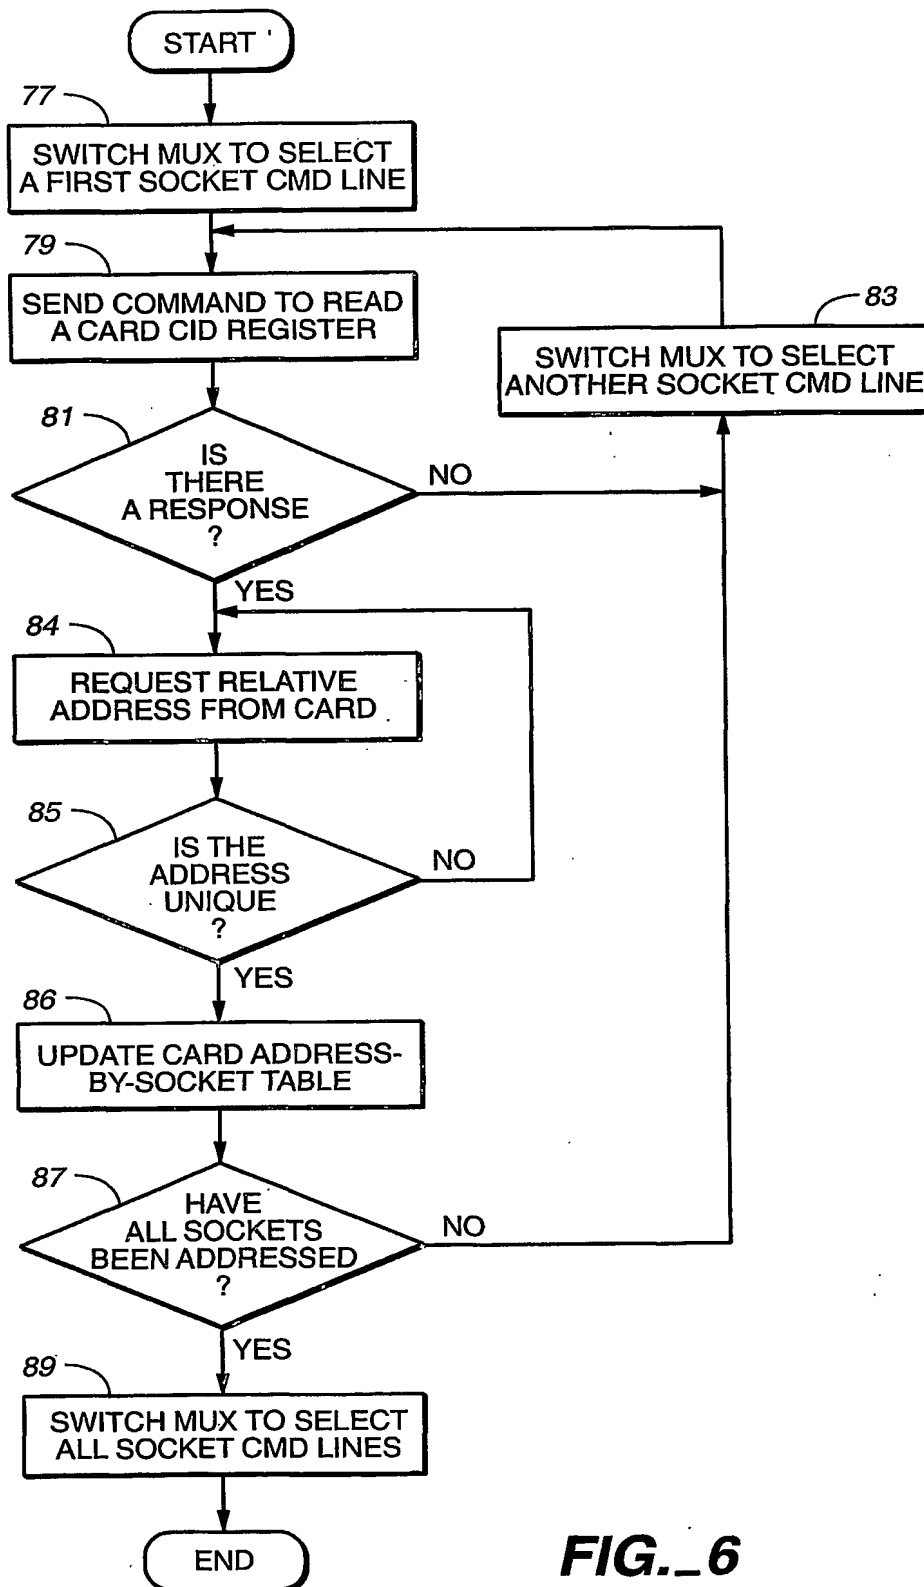 START
77
SWITCH MUX TO SELECT
A FIRST SOCKET CMD LINE
79
SEND COMMAND TO READ
A CARD CID REGISTER
83
SWITCH MUX TO SELECT
ANOTHER SOCKET CMD LINE
81
IS
THERE
A RESPONSE
?
NO
YES
84
REQUEST RELATIVE
ADDRESS FROM CARD
85
IS THE
ADDRESS
UNIQUE
?
NO
YES
86
UPDATE CARD ADDRESS-
BY-SOCKET TABLE
87
HAVE
ALL SOCKETS
BEEN ADDRESSED
?
NO
YES
89
SWITCH MUX TO SELECT
ALL SOCKET CMD LINES
END
FIG._6